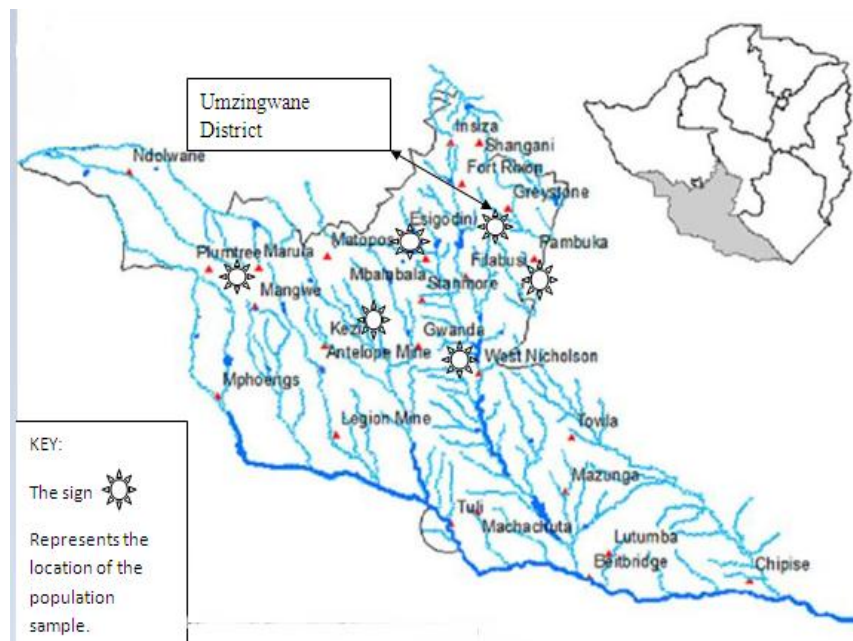 Umzingwane
District
Insiza
Shangani
Ndolwane
Fort Rixon
Greystone
Esigodini
Matopos
Pambuka
Plumtree
Marula
Filabusi
Mbalabala
Stanmore
Mangwe
Kezi
Gwanda
Antelope Mine
West Nicholson
Mphoengs
Legion Mine
Towla
Mazunga
Tuli
Machachuta
Lutumba
Beitbridge
Chipise
KEY:
The sign
Represents the
location of the
population
sample.